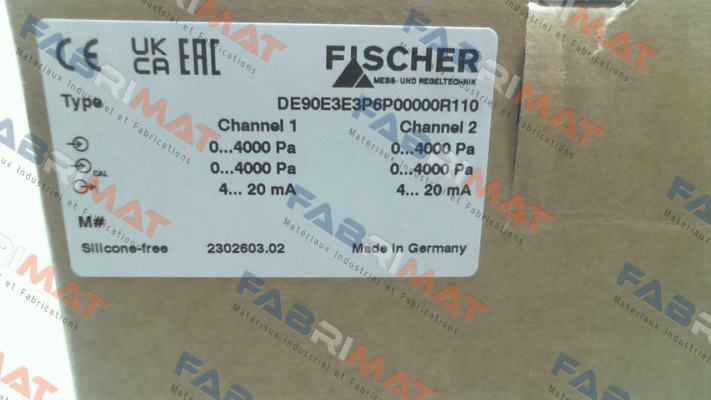 CE UK CA EAC
FISCHER
MESS- UND REGELTECHNIK
Type DE90E3E3P6P00000R110
Channel 1 Channel 2
0...4000 Pa 0...4000 Pa
CAL 0...4000 Pa 0...4000 Pa
4... 20 mA 4... 20 mA
M#
Silicone-free 2302603.02 Made in Germany
FABRIMAT
Matériaux Industriel et Fabrications